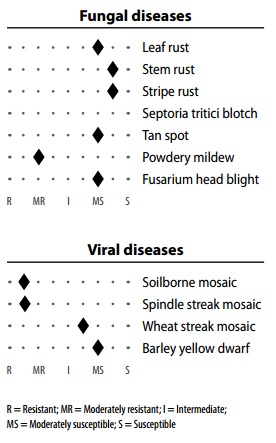 Fungal diseases
Leaf rust
Stem rust
Stripe rust
Septoria tritici blotch
Tan spot
Powdery mildew
Fusarium head blight
R MR I MS S
Viral diseases
Soilborne mosaic
Spindle streak mosaic
Wheat streak mosaic
Barley yellow dwarf
R MR I MS S
R = Resistant; MR = Moderately resistant; I = Intermediate;
MS = Moderately susceptible; S = Susceptible